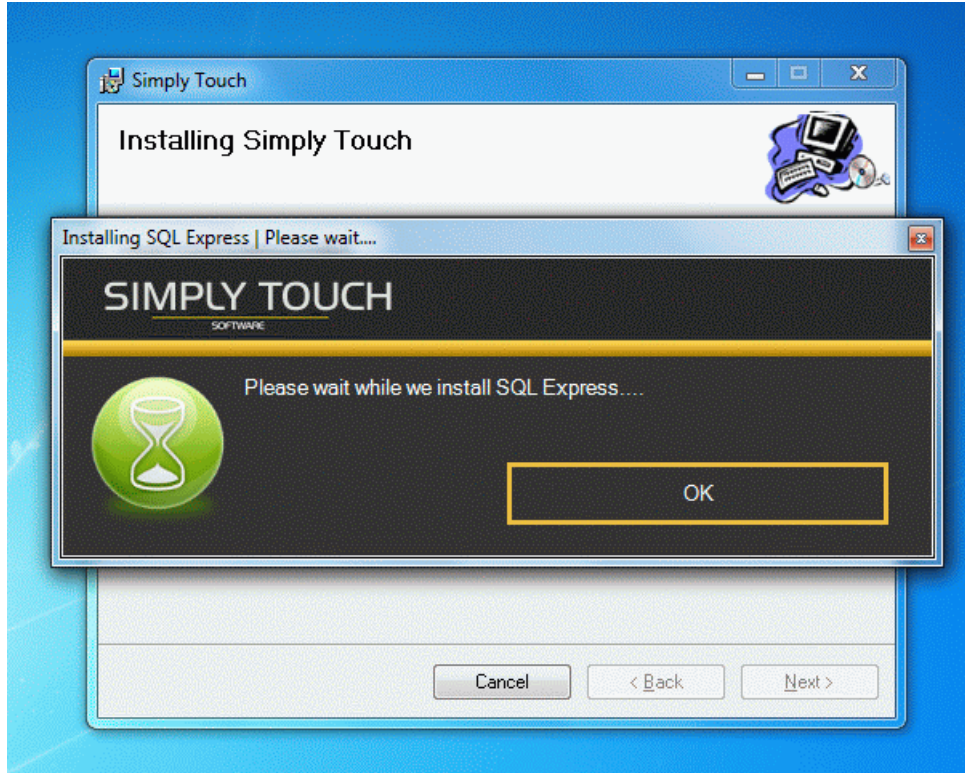 Simply Touch
Installing Simply Touch
Installing SQL Express | Please wait....
SIMPLY TOUCH
SOFTWARE
Please wait while we install SQL Express....
OK
Cancel
< Back
Next >